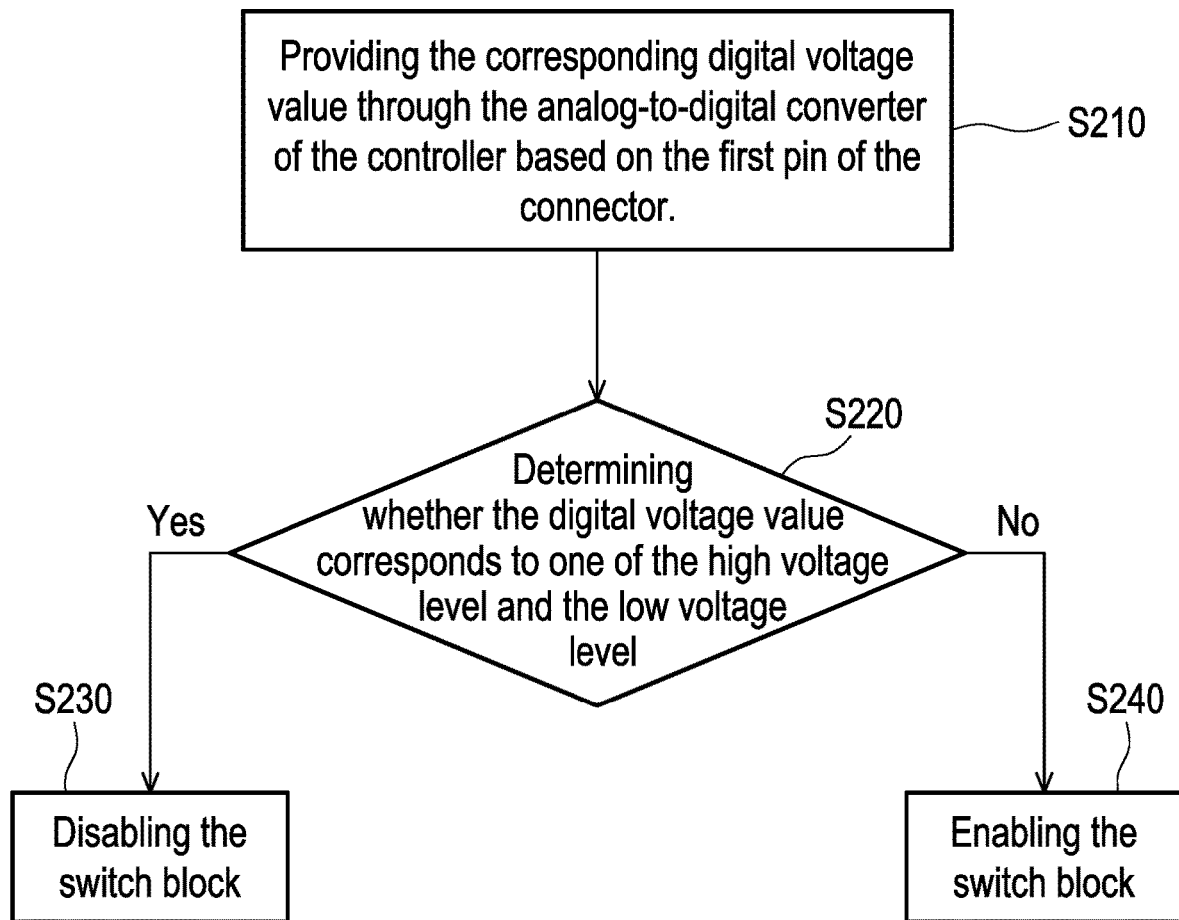 Providing the corresponding digital voltage
value through the analog-to-digital converter
of the controller based on the first pin of the
connector.
S210
S220
Determining
whether the digital voltage value
corresponds to one of the high voltage
level and the low voltage
level
Yes
No
S230
Disabling the
switch block
S240
Enabling the
switch block